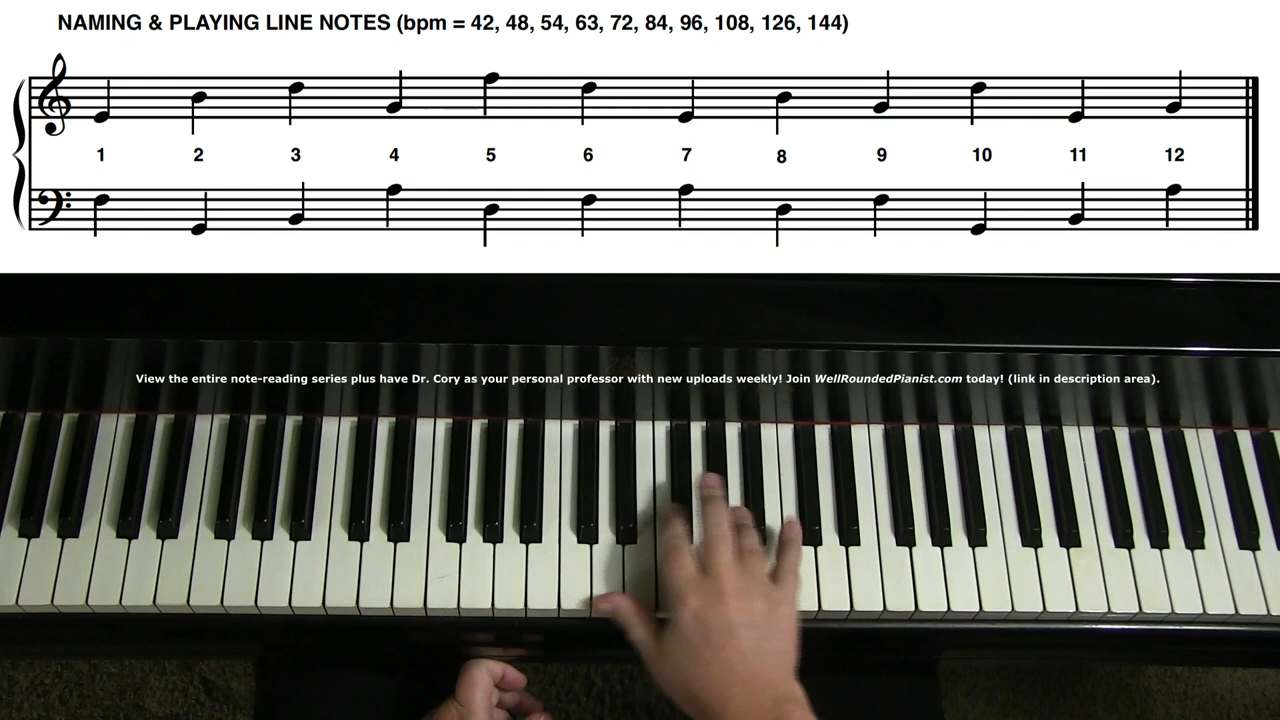 NAMING & PLAYING LINE NOTES (bpm = 42, 48, 54, 63, 72, 84, 96, 108, 126, 144)
1 2 3 4 5 6 7 8 9 10 11 12
View the entire note-reading series plus have Dr. Cory as your personal professor with new uploads weekly! Join WellRoundedPianist.com today! (link in description area).